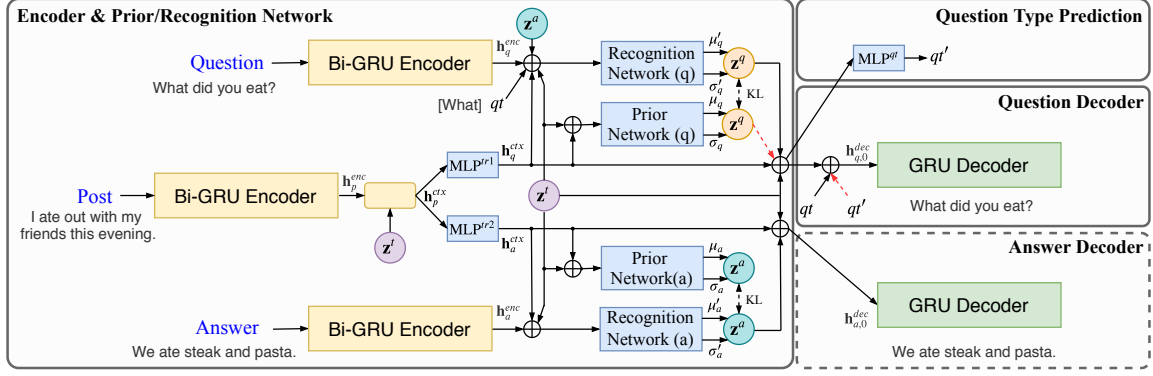 Encoder & Prior/Recognition Network
z^a
Question
What did you eat?
Bi-GRU Encoder
h_q^{enc}
[What] qt
Recognition
Network (q)
μ'_q
σ'_q
z^q
KL
Prior
Network (q)
μ_q
σ_q
z^q
Post
I ate out with my
friends this evening.
Bi-GRU Encoder
h_p^{enc}
z^t
h_p^{ctx}
MLP^{tr1}
h_q^{ctx}
MLP^{tr2}
h_a^{ctx}
z^t
Prior
Network(a)
μ_a
σ_a
z^a
KL
Answer
We ate steak and pasta.
Bi-GRU Encoder
h_a^{enc}
Recognition
Network (a)
μ'_a
σ'_a
z^a
Question Type Prediction
MLP^{qt}
qt'
Question Decoder
h_{q,0}^{dec}
GRU Decoder
qt
qt'
What did you eat?
Answer Decoder
GRU Decoder
h_{a,0}^{dec}
We ate steak and pasta.